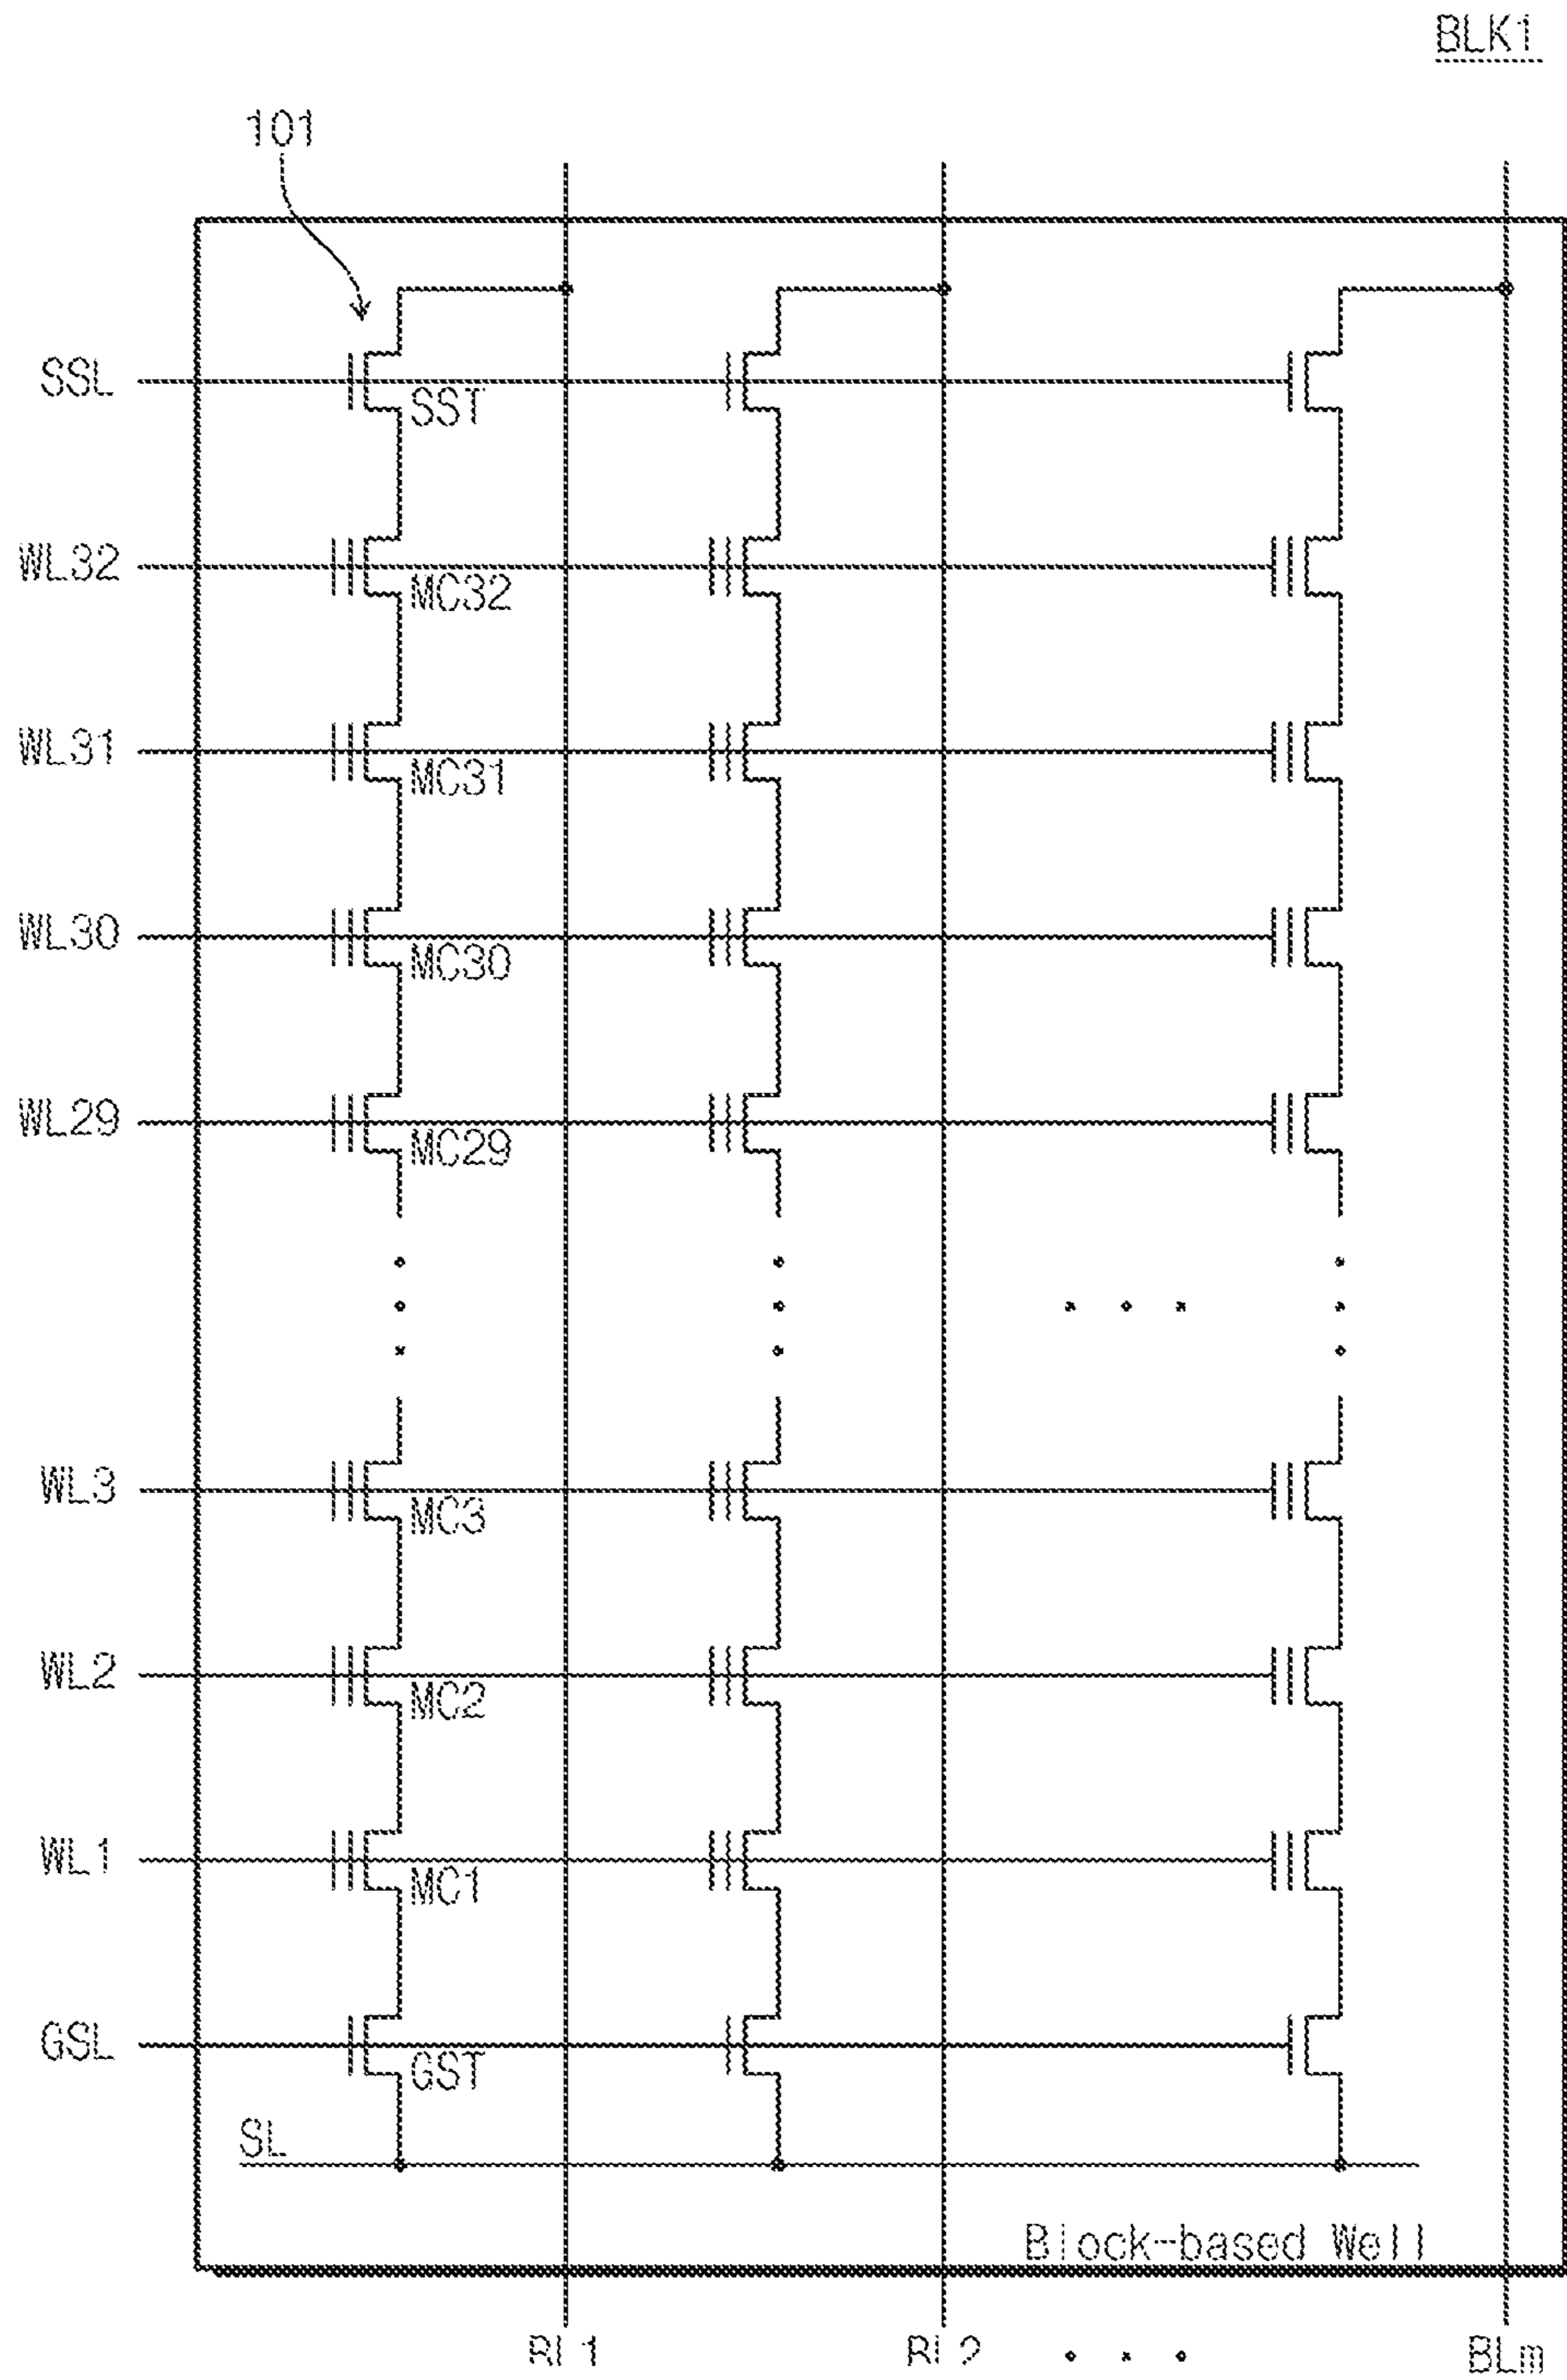 BLK1
101
SSL
SST
WL32
MC32
WL31
MC31
WL30
MC30
WL29
MC29
WL3
MC3
WL2
MC2
WL1
MC1
GSL
GST
SL
Block-based Well
BL1 BL2 BLm